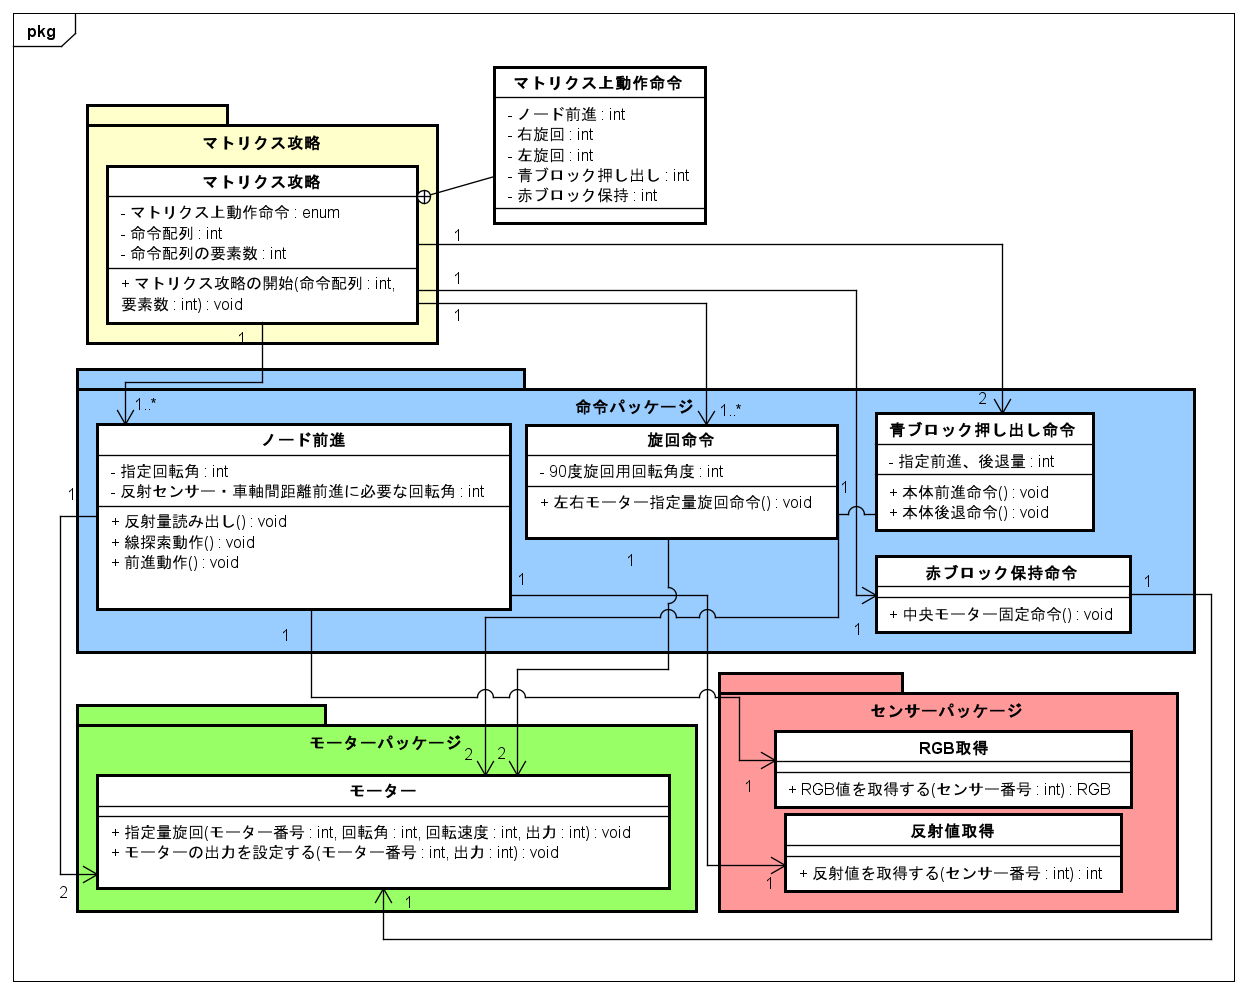 pkg
マトリクス上動作命令
- ノード前進 : int
- 右旋回 : int
- 左旋回 : int
- 青ブロック押し出し : int
- 赤ブロック保持 : int
マトリクス攻略
マトリクス攻略
- マトリクス上動作命令 : enum
- 命令配列 : int
- 命令配列の要素数 : int
+ マトリクス攻略の開始(命令配列 : int,
要素数 : int) : void
1
1
1
1
命令パッケージ
1..*
1..*
2
ノード前進
- 指定回転角 : int
- 反射センサー・車軸間距離前進に必要な回転角 : int
+ 反射量読み出し() : void
+ 線探索動作() : void
+ 前進動作() : void
旋回命令
- 90度旋回用回転角度 : int
+ 左右モーター指定量旋回命令() : void
青ブロック押し出し命令
- 指定前進、後退量 : int
+ 本体前進命令() : void
+ 本体後退命令() : void
赤ブロック保持命令
+ 中央モーター固定命令() : void
1
1
1
1
1
1
1
モーターパッケージ
2
2
モーター
+ 指定量旋回(モーター番号 : int, 回転角 : int, 回転速度 : int, 出力 : int) : void
+ モーターの出力を設定する(モーター番号 : int, 出力 : int) : void
2
1
センサーパッケージ
RGB取得
+ RGB値を取得する(センサー番号 : int) : RGB
1
反射値取得
+ 反射値を取得する(センサー番号 : int) : int
1